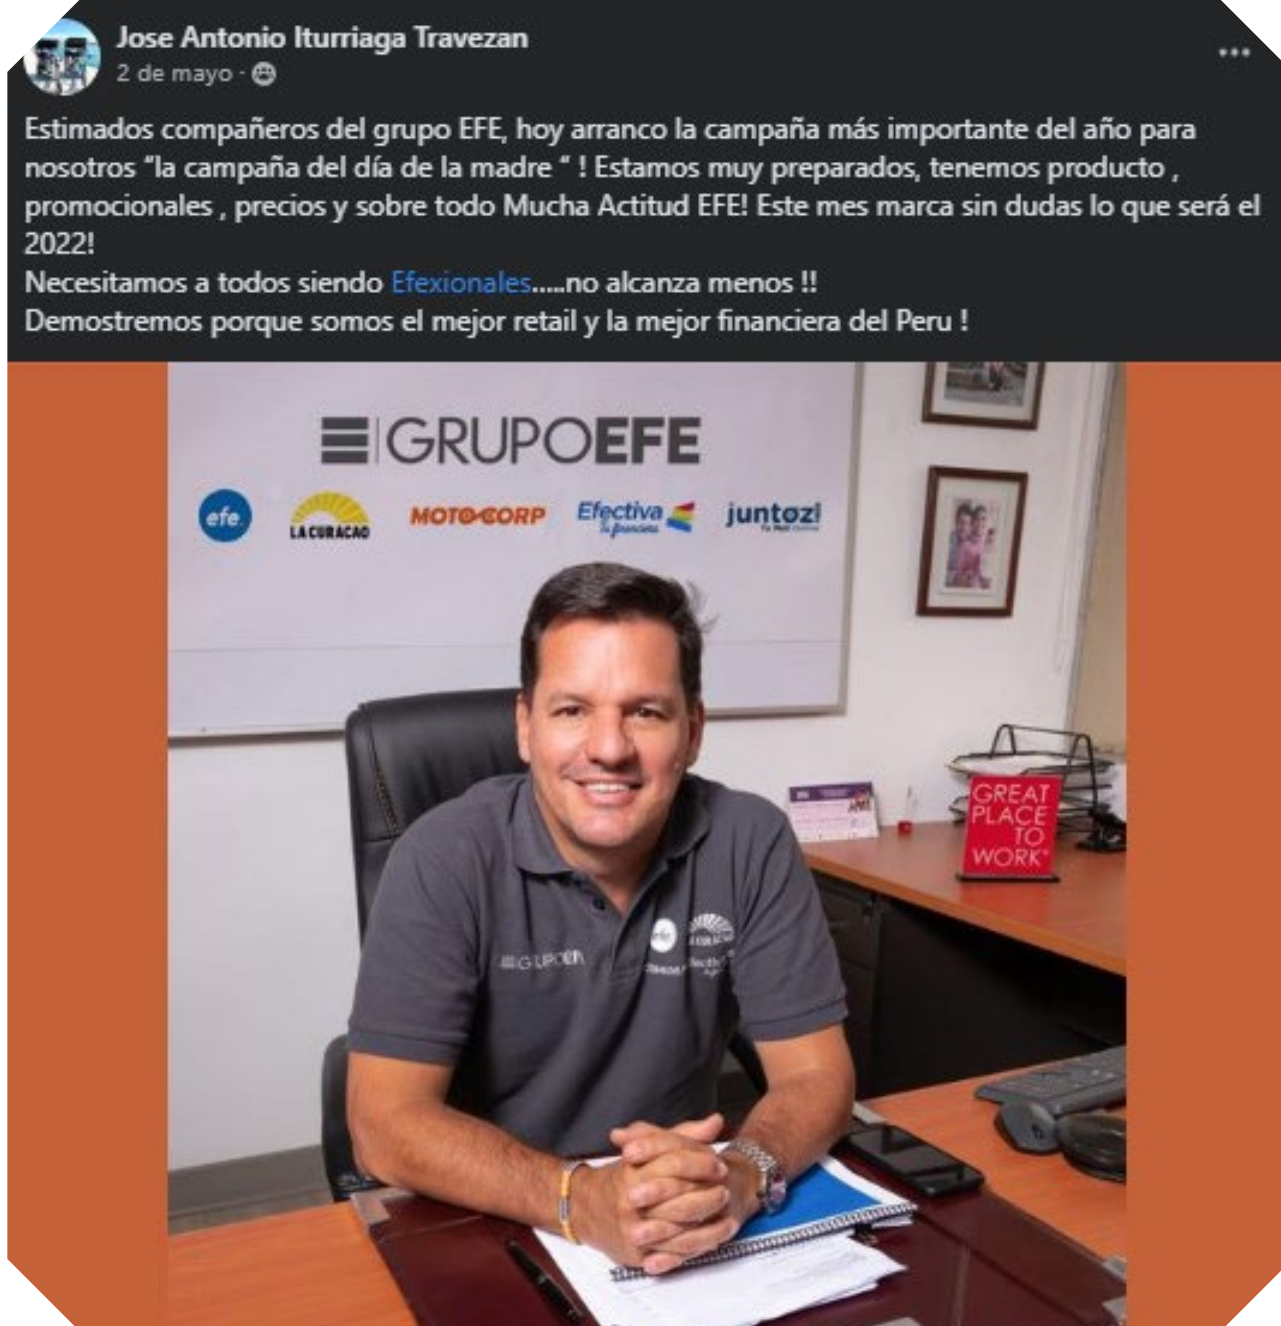 Jose Antonio Iturriaga Travezan
2 de mayo ·
Estimados compañeros del grupo EFE, hoy arranco la campaña más importante del año para
nosotros “la campaña del día de la madre “ ! Estamos muy preparados, tenemos producto ,
promocionales , precios y sobre todo Mucha Actitud EFE! Este mes marca sin dudas lo que será el
2022!
Necesitamos a todos siendo Efexionales.....no alcanza menos !!
Demostremos porque somos el mejor retail y la mejor financiera del Peru !
GRUPOEFE
efe.
LA CURACAO
MOTOCORP
Efectiva
Tu financiera
juntoz!
GREAT
PLACE
TO
WORK®
GRUPOEFE
efe